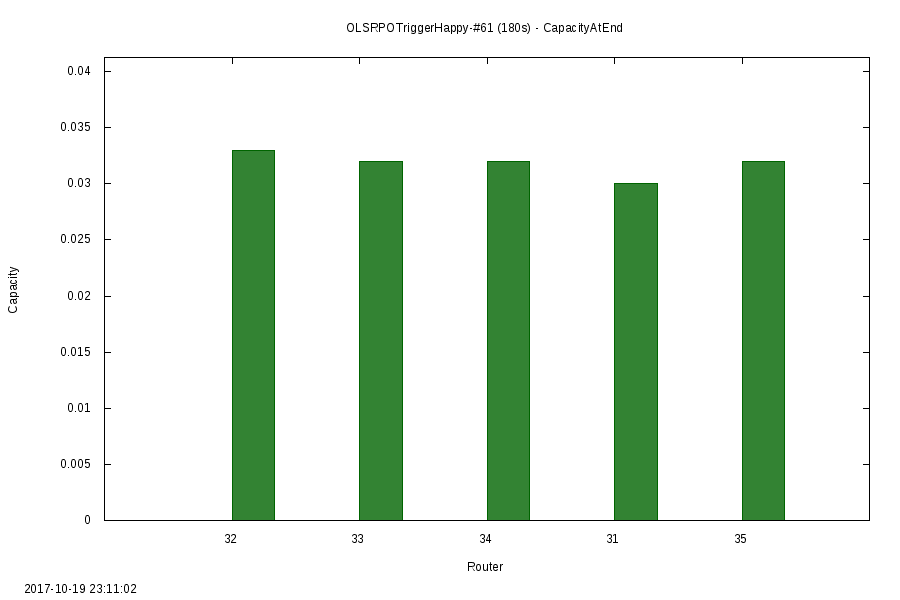 OLSRPOTriggerHappy-#61 (180s) - CapacityAtEnd
0.04
0.035
0.03
0.025
0.02
0.015
0.01
0.005
0
Capacity
32 33 34 31 35
Router
2017-10-19 23:11:02